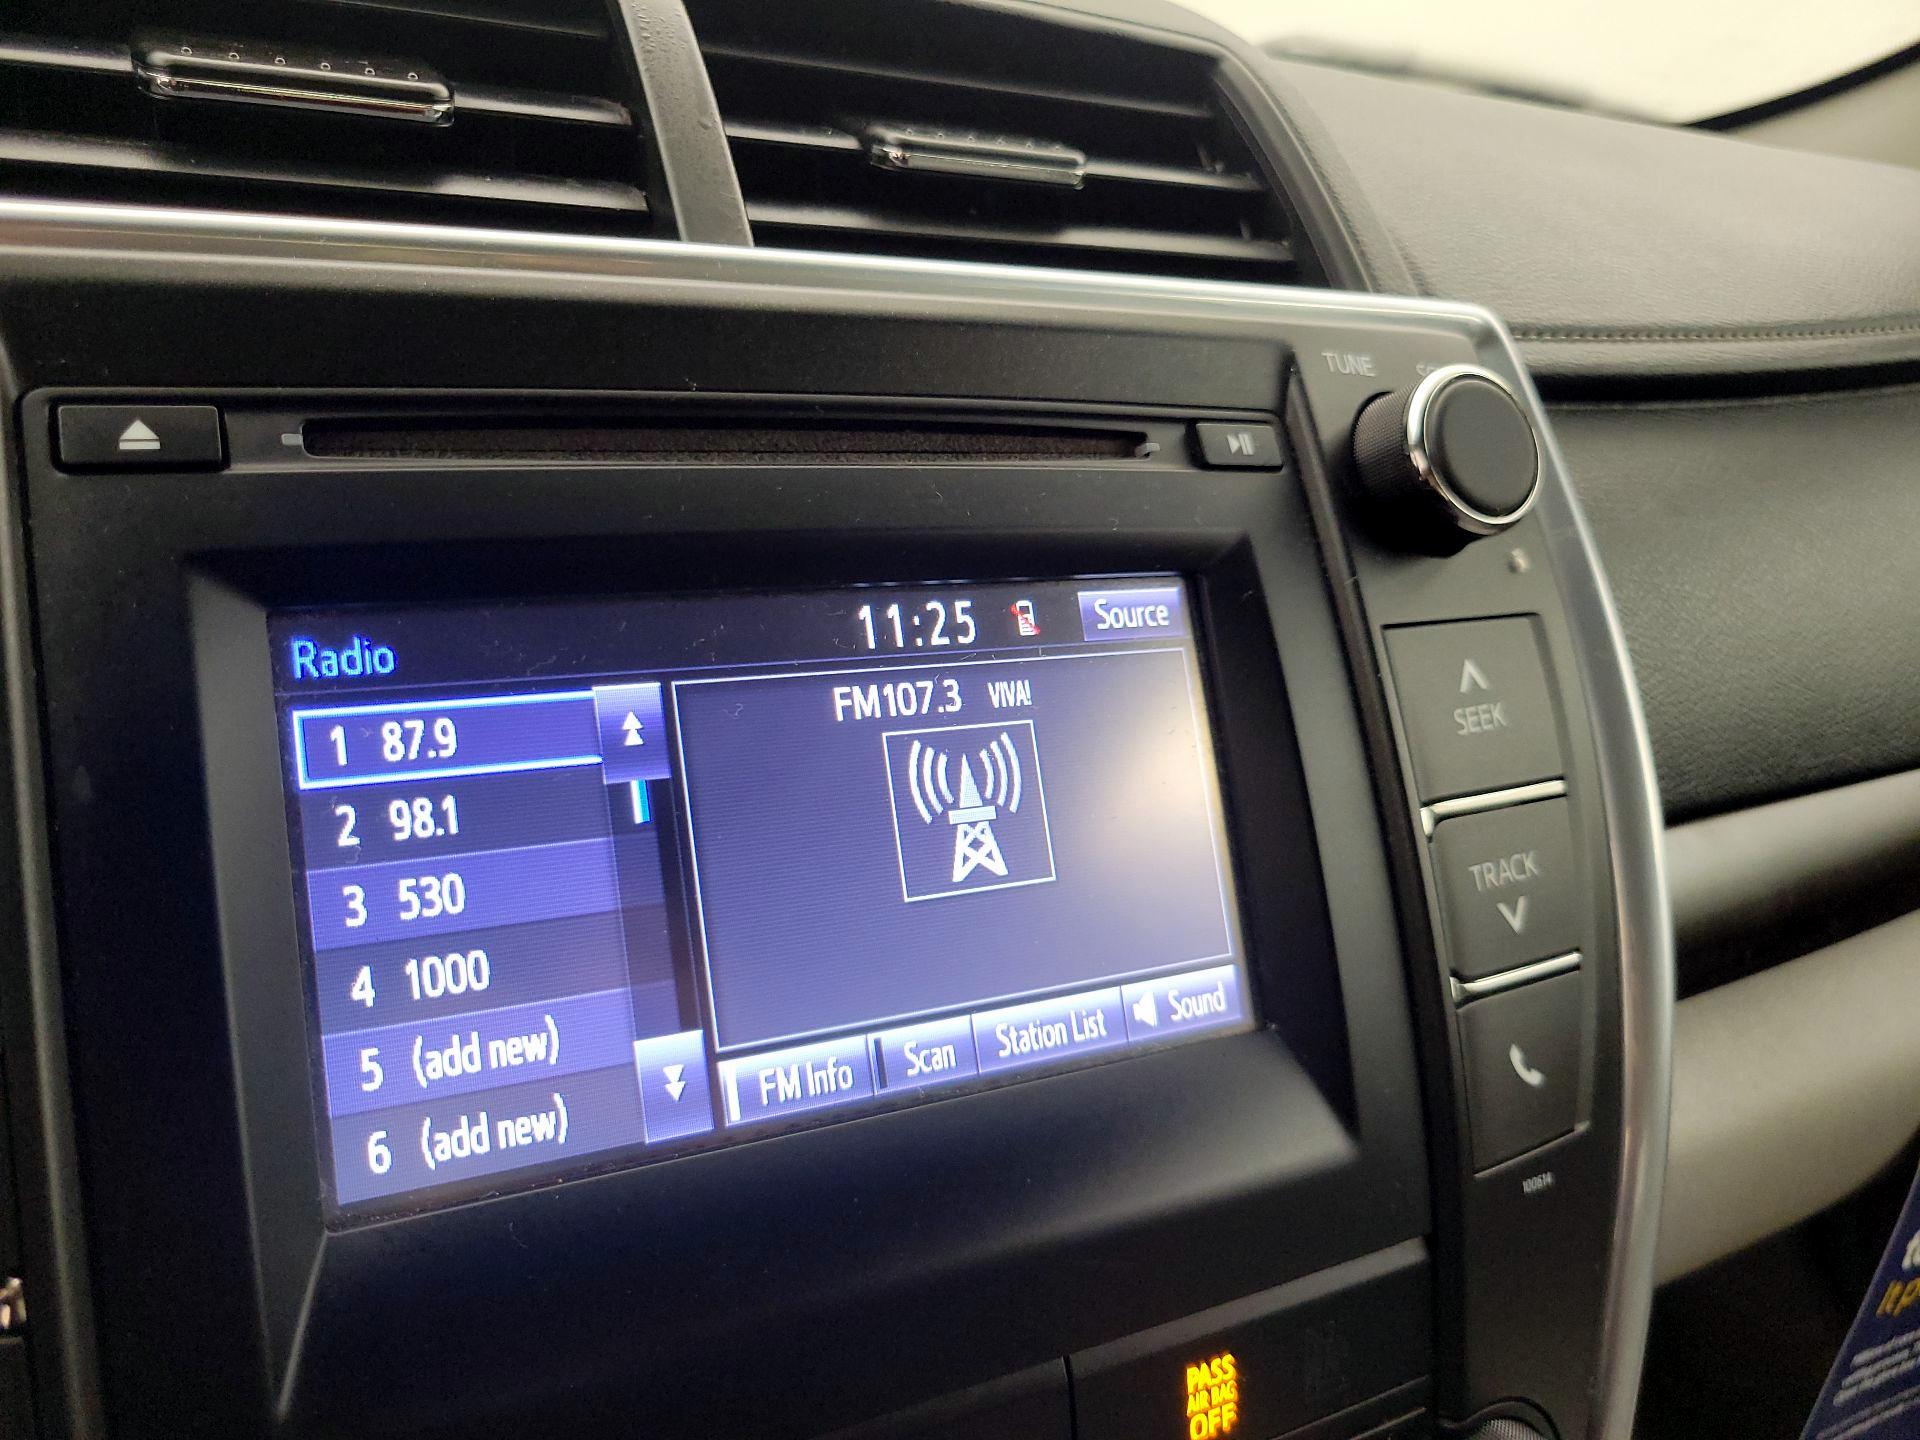 TUNE
11:25
Source
Radio
FM107.3 VIVA!
1 87.9
2 98.1
3 530
4 1000
5 (add new)
6 (add new)
FM Info
Scan
Station List
Sound
SEEK
TRACK
100614
PASS
AIR BAG
OFF